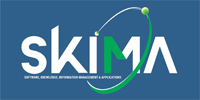 SKIMA
SOFTWARE, KNOWLEDGE, INFORMATION MANAGEMENT & APPLICATIONS